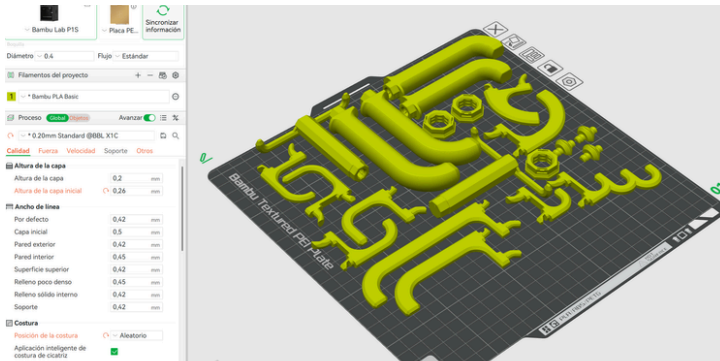 Bambu Lab P1S
Placa PE...
Sincronizar
información
Diámetro
0.4
Flujo
Estándar
Filamentos del proyecto
1
* Bambu PLA Basic
Proceso
Global
Objetos
Avanzar
* 0.20mm Standard @BBL X1C
Calidad
Fuerza
Velocidad
Soporte
Otros
Altura de la capa
Altura de la capa
0,2
mm
Altura de la capa inicial
0,26
mm
Ancho de línea
Por defecto
0,42
mm
Capa inicial
0,5
mm
Pared exterior
0,42
mm
Pared interior
0,45
mm
Superficie superior
0,42
mm
Relleno poco denso
0,45
mm
Relleno sólido interno
0,42
mm
Soporte
0,42
mm
Costura
Posición de la costura
Aleatorio
Aplicación inteligente de
costura de cicatriz
Bambu Textured PEI Plate